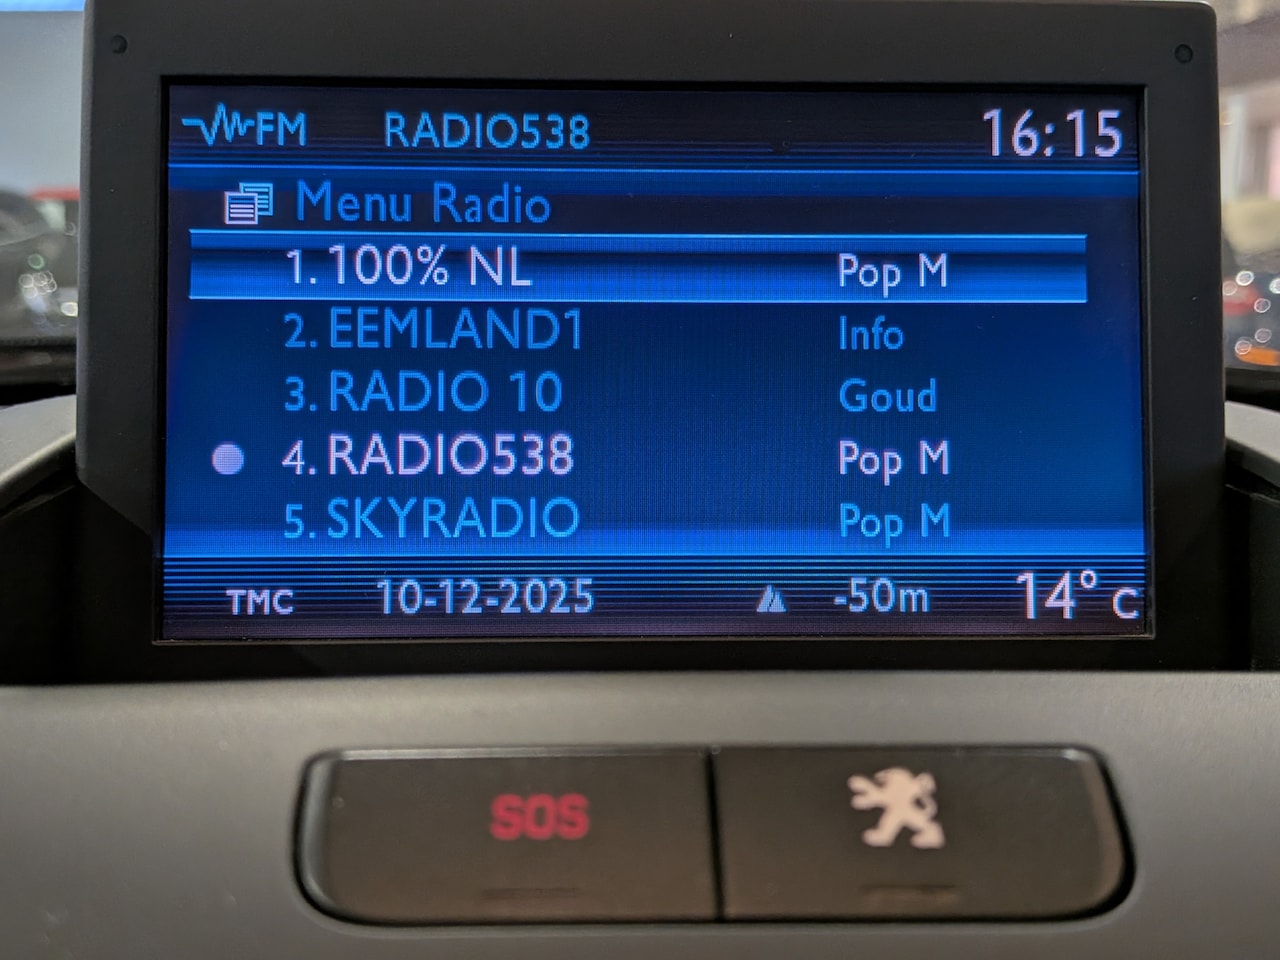 FM RADIO538 16:15
Menu Radio
1. 100% NL Pop M
2. EEMLAND1 Info
3. RADIO 10 Goud
4. RADIO538 Pop M
5. SKYRADIO Pop M
TMC 10-12-2025 -50m 14° C
SOS